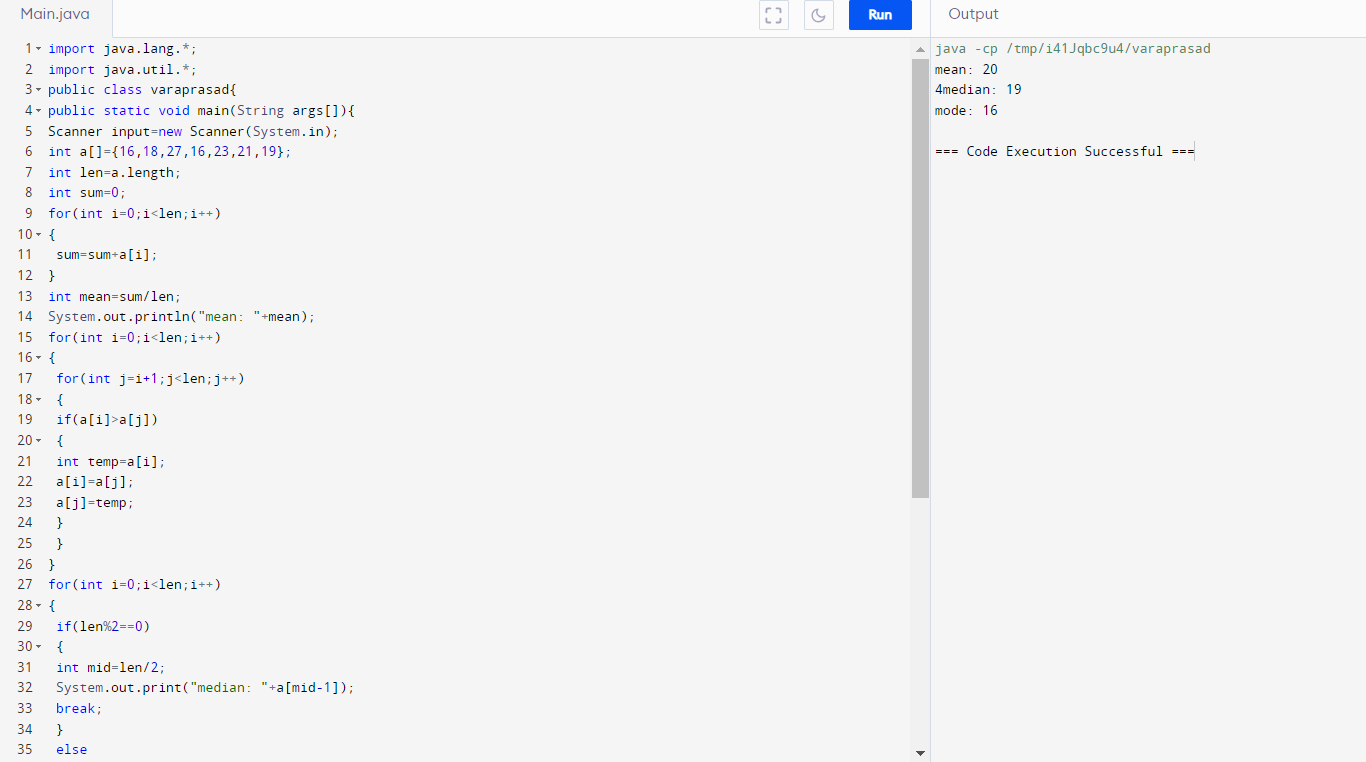 Main.java
Run
Output
1 import java.lang.*;
2 import java.util.*;
3 public class varaprasad{
4 public static void main(String args[]){
5 Scanner input=new Scanner(System.in);
6 int a[]={16,18,27,16,23,21,19};
7 int len=a.length;
8 int sum=0;
9 for(int i=0;i<len;i++)
10 {
11 sum=sum+a[i];
12 }
13 int mean=sum/len;
14 System.out.println("mean: "+mean);
15 for(int i=0;i<len;i++)
16 {
17 for(int j=i+1;j<len;j++)
18 {
19 if(a[i]>a[j])
20 {
21 int temp=a[i];
22 a[i]=a[j];
23 a[j]=temp;
24 }
25 }
26 }
27 for(int i=0;i<len;i++)
28 {
29 if(len%2==0)
30 {
31 int mid=len/2;
32 System.out.print("median: "+a[mid-1]);
33 break;
34 }
35 else
java -cp /tmp/i41Jqbc9u4/varaprasad
mean: 20
4median: 19
mode: 16
=== Code Execution Successful ===